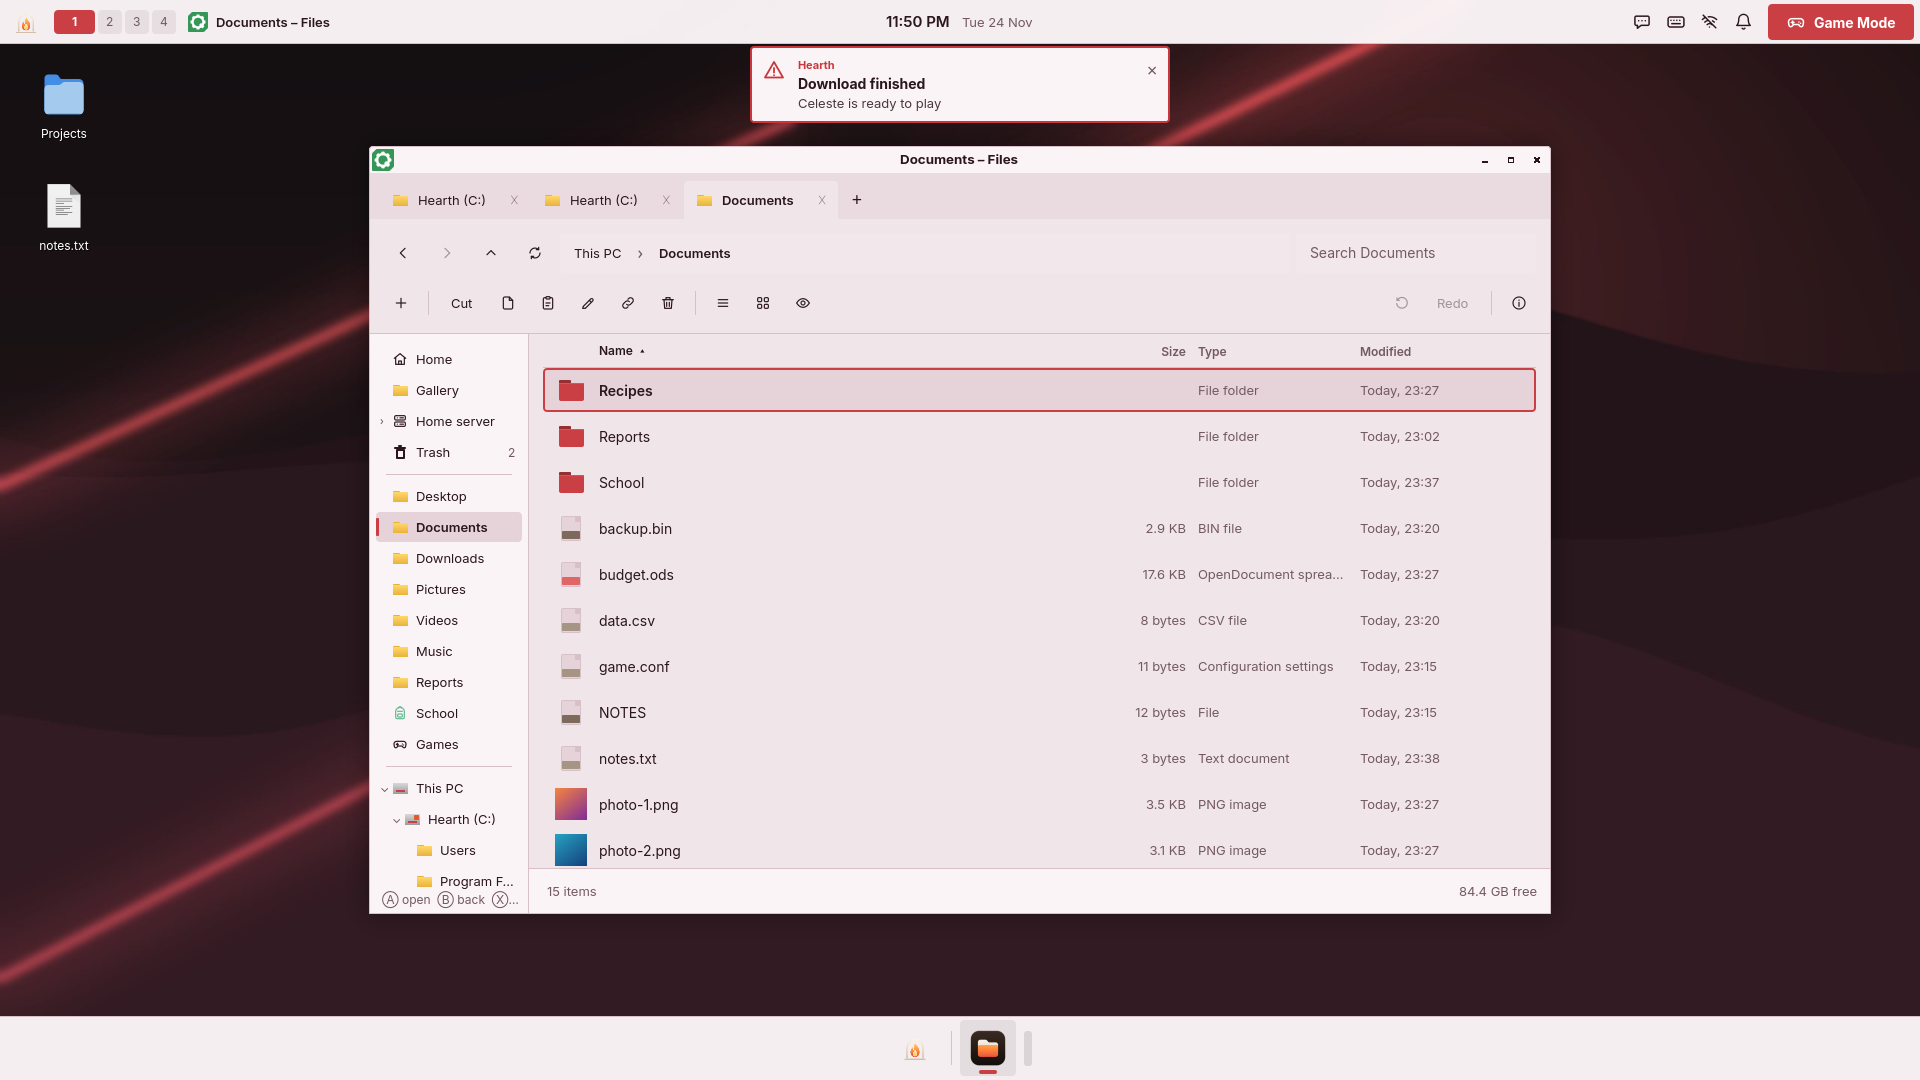 1 2 3 4 Documents – Files 11:50 PM Tue 24 Nov Game Mode
Hearth
Download finished
Celeste is ready to play
Projects
notes.txt
Documents – Files
Hearth (C:) Hearth (C:) Documents
This PC › Documents Search Documents
Cut Redo
Home
Gallery
Home server
Trash 2
Desktop
Documents
Downloads
Pictures
Videos
Music
Reports
School
Games
This PC
Hearth (C:)
Users
Program F...
A open B back X...
Name Size Type Modified
Recipes File folder Today, 23:27
Reports File folder Today, 23:02
School File folder Today, 23:37
backup.bin 2.9 KB BIN file Today, 23:20
budget.ods 17.6 KB OpenDocument sprea... Today, 23:27
data.csv 8 bytes CSV file Today, 23:20
game.conf 11 bytes Configuration settings Today, 23:15
NOTES 12 bytes File Today, 23:15
notes.txt 3 bytes Text document Today, 23:38
photo-1.png 3.5 KB PNG image Today, 23:27
photo-2.png 3.1 KB PNG image Today, 23:27
15 items 84.4 GB free